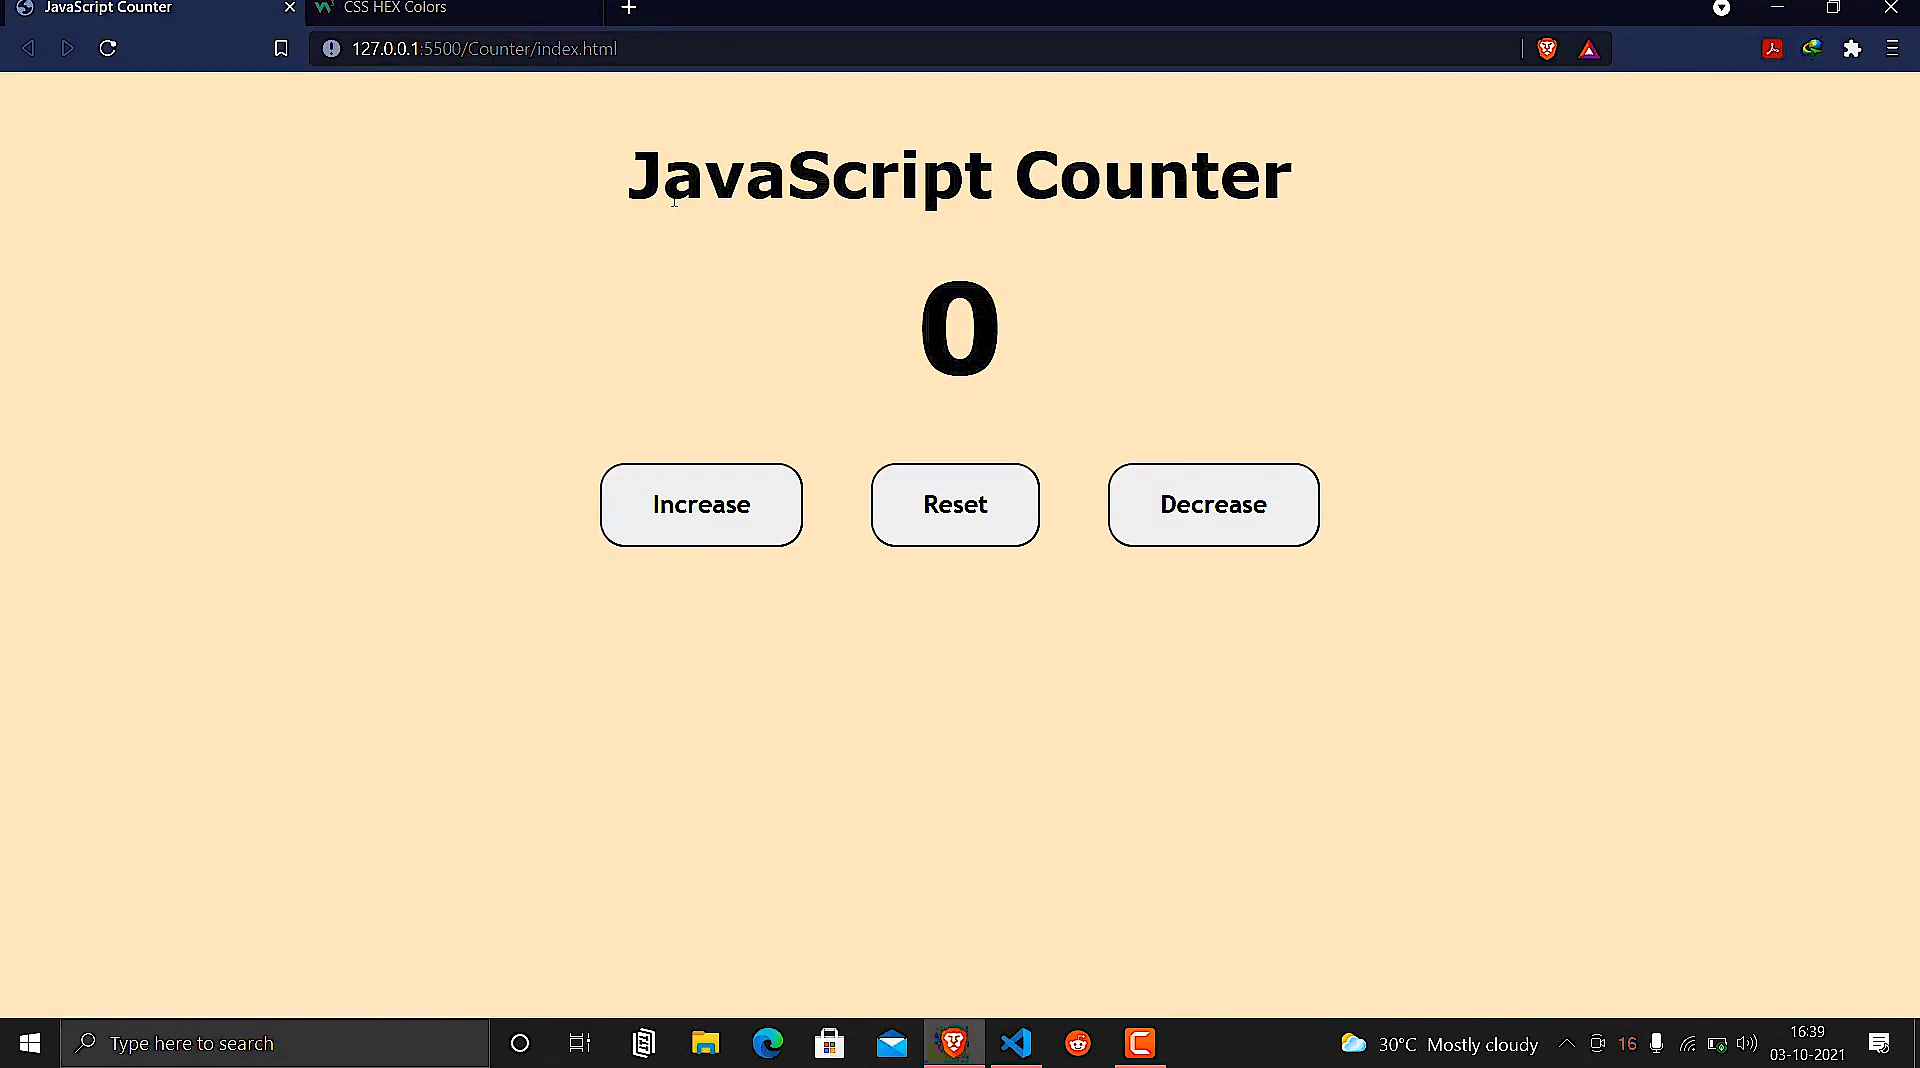 JavaScript Counter
CSS HEX Colors
127.0.0.1:5500/Counter/index.html
JavaScript Counter
0
Increase
Reset
Decrease
Type here to search
30°C Mostly cloudy
16
16:39
03-10-2021